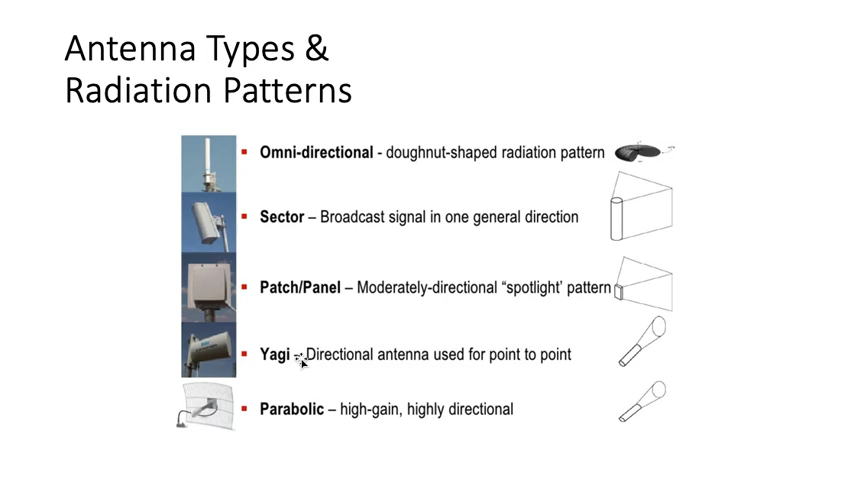 Antenna Types &
Radiation Patterns
▪ Omni-directional - doughnut-shaped radiation pattern
▪ Sector – Broadcast signal in one general direction
▪ Patch/Panel – Moderately-directional “spotlight’ pattern
▪ Yagi – Directional antenna used for point to point
▪ Parabolic – high-gain, highly directional